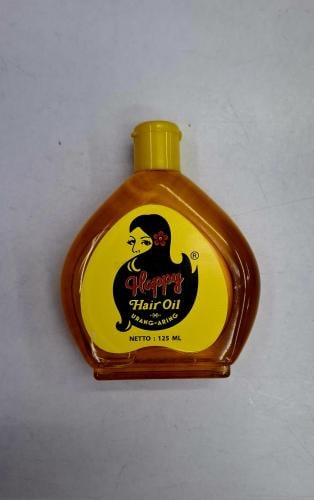 ®
Happy
Hair Oil
URANG-ARING
NETTO : 125 ML